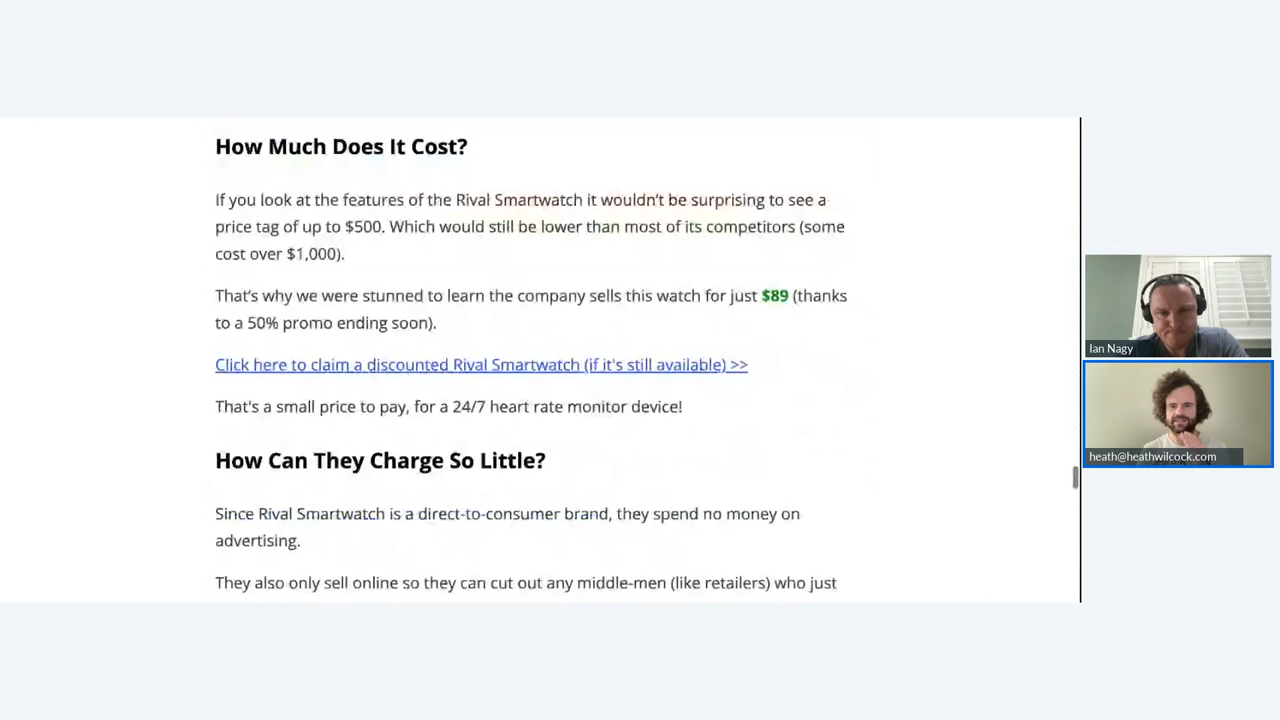 How Much Does It Cost?
If you look at the features of the Rival Smartwatch it wouldn't be surprising to see a
price tag of up to $500. Which would still be lower than most of its competitors (some
cost over $1,000).
That's why we were stunned to learn the company sells this watch for just $89 (thanks
to a 50% promo ending soon).
Click here to claim a discounted Rival Smartwatch (if it's still available) >>
That's a small price to pay, for a 24/7 heart rate monitor device!
How Can They Charge So Little?
Since Rival Smartwatch is a direct-to-consumer brand, they spend no money on
advertising.
They also only sell online so they can cut out any middle-men (like retailers) who just
Ian Nagy
heath@heathwilcock.com